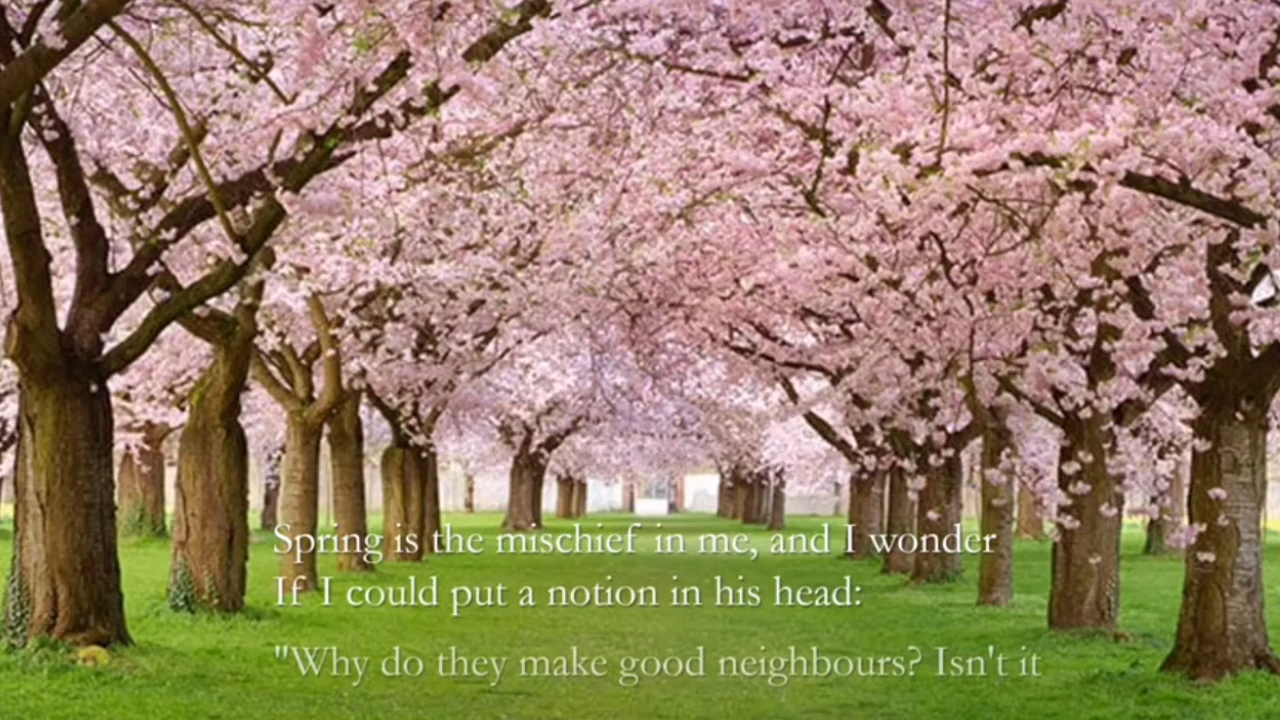 Spring is the mischief in me, and I wonder
If I could put a notion in his head:
"Why do they make good neighbours? Isn't it